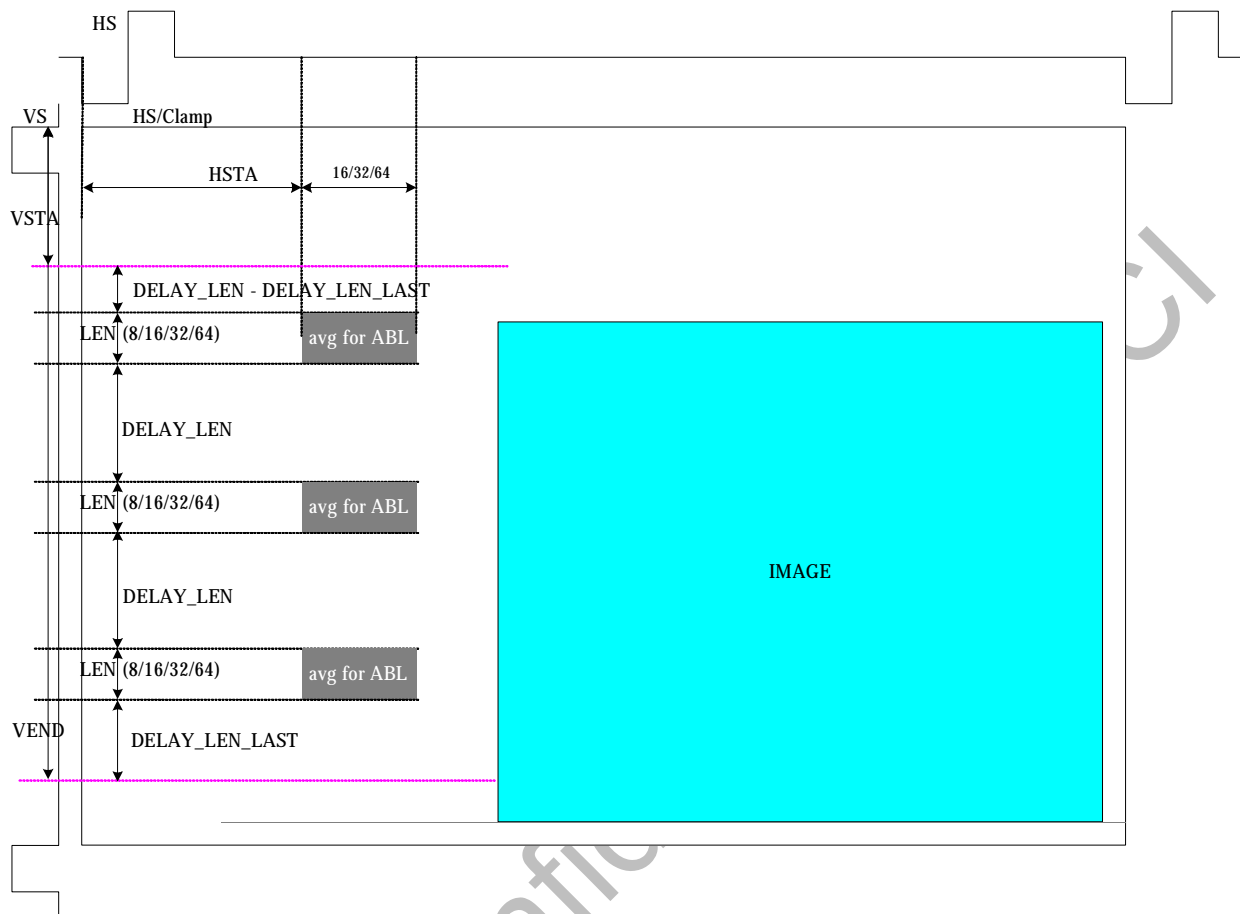 HS
VS
HS/Clamp
HSTA
16/32/64
VSTA
DELAY_LEN - DELAY_LEN_LAST
LEN (8/16/32/64)
avg for ABL
DELAY_LEN
LEN (8/16/32/64)
avg for ABL
IMAGE
DELAY_LEN
LEN (8/16/32/64)
avg for ABL
VEND
DELAY_LEN_LAST